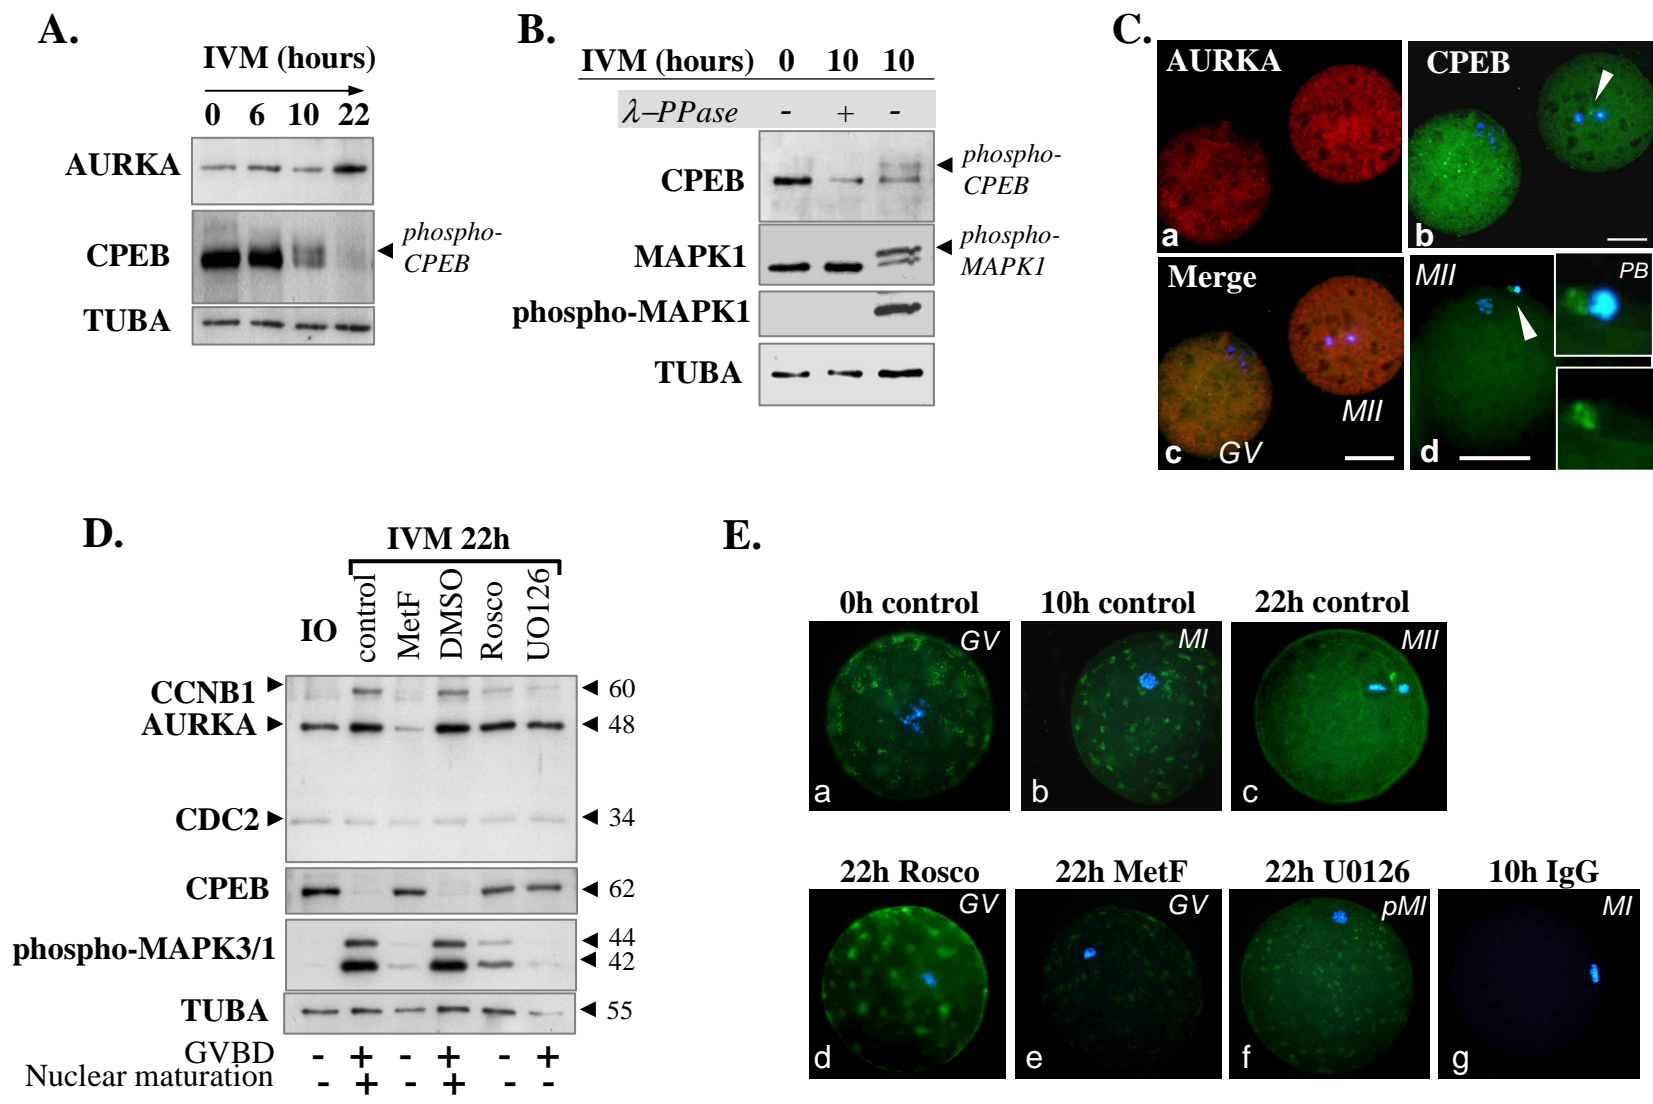 A.
IVM (hours)
0 6 10 22
AURKA
CPEB
phospho-
CPEB
TUBA
B.
IVM (hours) 0 10 10
λ–PPase - + -
CPEB
phospho-
CPEB
MAPK1
phospho-
MAPK1
phospho-MAPK1
TUBA
C.
AURKA
a
CPEB
b
Merge
MII
c GV
MII
PB
d
D.
IVM 22h
IO control MetF DMSO Rosco UO126
CCNB1 60
AURKA 48
CDC2 34
CPEB 62
phospho-MAPK3/1 44
42
TUBA 55
GVBD - + - + - +
Nuclear maturation - + - + - -
E.
0h control
GV
a
10h control
MI
b
22h control
MII
c
22h Rosco
GV
d
22h MetF
GV
e
22h U0126
pMI
f
10h IgG
MI
g